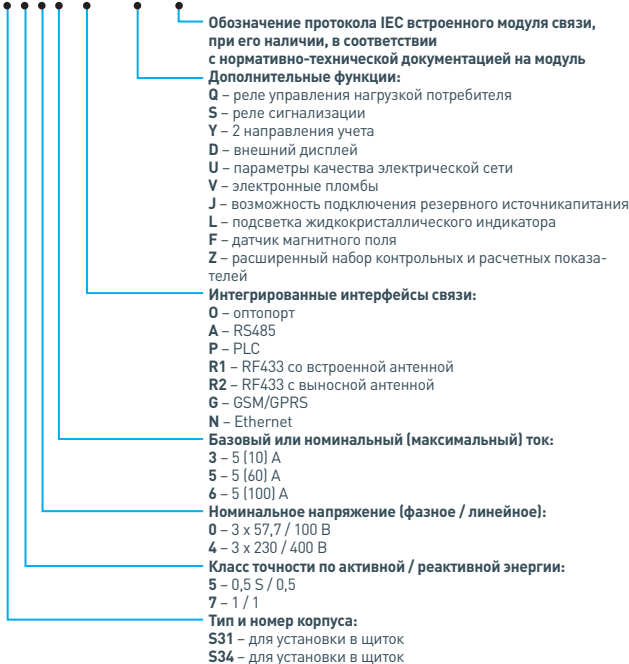 Обозначение протокола IEC встроенного модуля связи,
при его наличии, в соответствии
с нормативно-технической документацией на модуль
Дополнительные функции:
Q – реле управления нагрузкой потребителя
S – реле сигнализации
Y – 2 направления учета
D – внешний дисплей
U – параметры качества электрической сети
V – электронные пломбы
J – возможность подключения резервного источникапитания
L – подсветка жидкокристаллического индикатора
F – датчик магнитного поля
Z – расширенный набор контрольных и расчетных показа-
телей
Интегрированные интерфейсы связи:
O – оптопорт
A – RS485
P – PLC
R1 – RF433 со встроенной антенной
R2 – RF433 с выносной антенной
G – GSM/GPRS
N – Ethernet
Базовый или номинальный (максимальный) ток:
3 – 5 (10) А
5 – 5 (60) А
6 – 5 (100) А
Номинальное напряжение (фазное / линейное):
0 – 3 x 57,7 / 100 В
4 – 3 x 230 / 400 В
Класс точности по активной / реактивной энергии:
5 – 0,5 S / 0,5
7 – 1 / 1
Тип и номер корпуса:
S31 – для установки в щиток
S34 – для установки в щиток